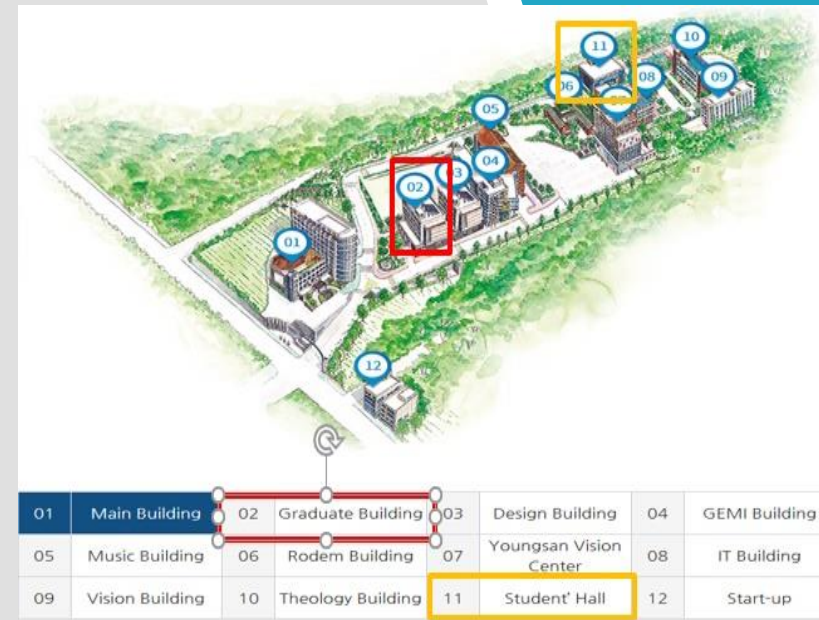 11
10
06
08
09
05
04
02
01
12
01 Main Building 02 Graduate Building 03 Design Building 04 GEMI Building
05 Music Building 06 Rodem Building 07 Youngsan Vision
Center 08 IT Building
09 Vision Building 10 Theology Building 11 Student' Hall 12 Start-up